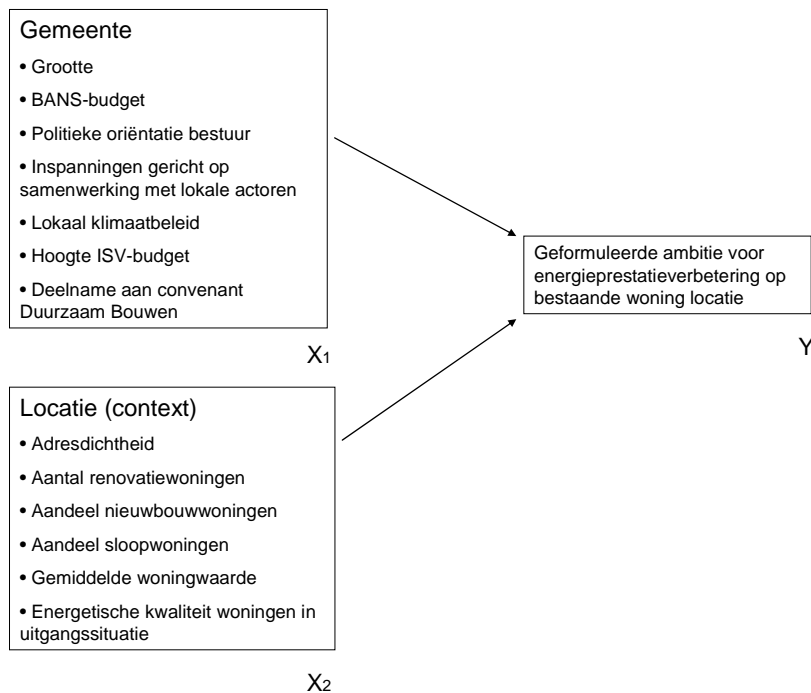 Gemeente
• Grootte
• BANS-budget
• Politieke oriëntatie bestuur
• Inspanningen gericht op
samenwerking met lokale actoren
• Lokaal klimaatbeleid
• Hoogte ISV-budget
• Deelname aan convenant
Duurzaam Bouwen
X1
Geformuleerde ambitie voor
energieprestatieverbetering op
bestaande woning locatie
Y
Locatie (context)
• Adresdichtheid
• Aantal renovatiewoningen
• Aandeel nieuwbouwwoningen
• Aandeel sloopwoningen
• Gemiddelde woningwaarde
• Energetische kwaliteit woningen in
uitgangssituatie
X2